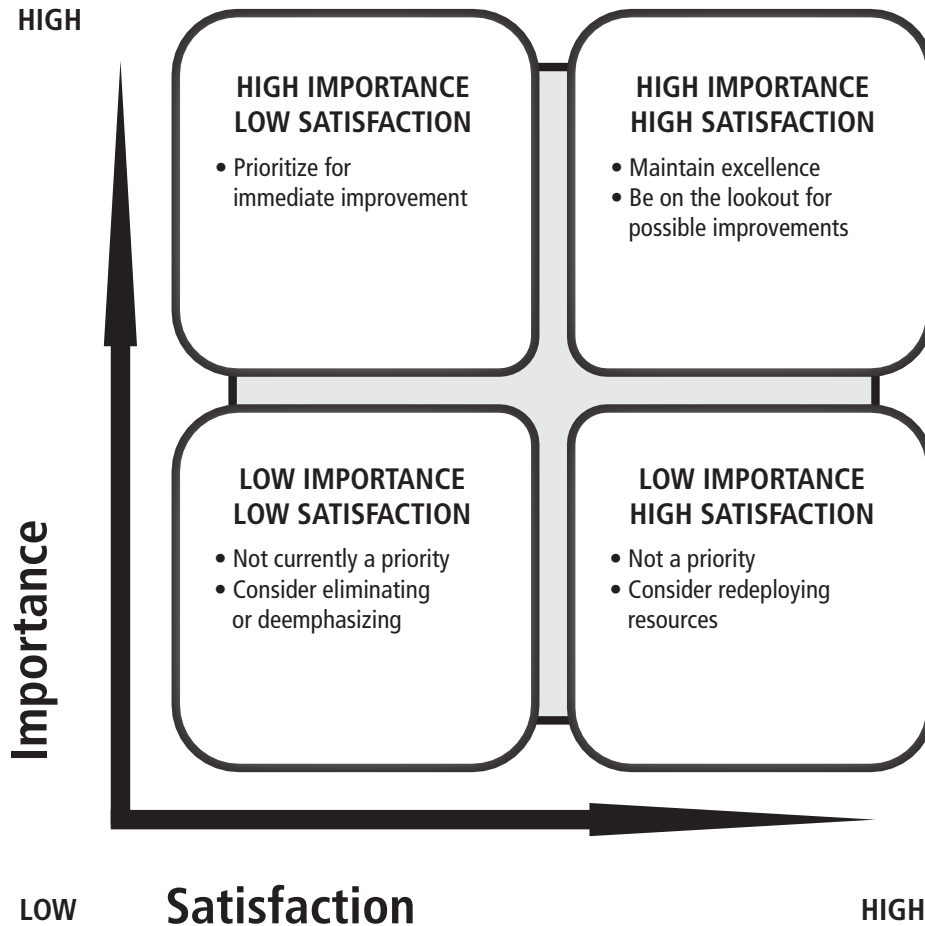 HIGH
HIGH IMPORTANCE
LOW SATISFACTION
• Prioritize for
immediate improvement
HIGH IMPORTANCE
HIGH SATISFACTION
• Maintain excellence
• Be on the lookout for
possible improvements
LOW IMPORTANCE
LOW SATISFACTION
• Not currently a priority
• Consider eliminating
or deemphasizing
LOW IMPORTANCE
HIGH SATISFACTION
• Not a priority
• Consider redeploying
resources
Importance
LOW
Satisfaction
HIGH